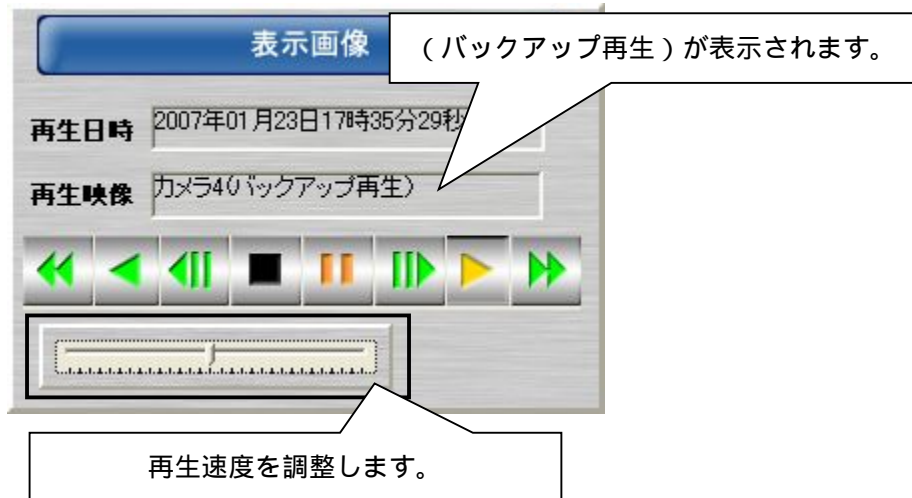 表示画像
（バックアップ再生）が表示されます。
再生日時
2007年01月23日17時35分29秒
再生映像
カメラ4(バックアップ再生)
再生速度を調整します。